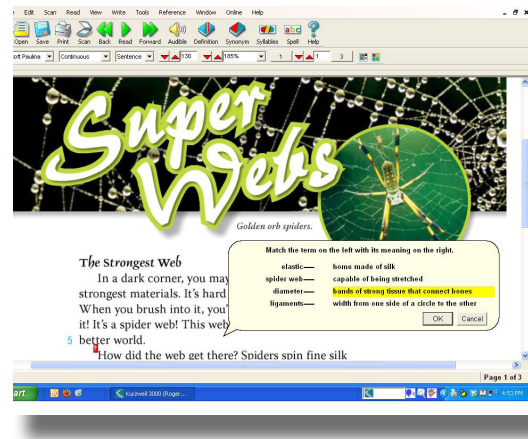 Edit Scan Read View Tools Reference Window Online Help
Open Save Print Scan Back Read Forward Audible Definition Synonym Syllables Spell Help
ott Paulina Continuous Sentence 130 185% 1 1 3
Super
Webs
Golden orb spiders.
The Strongest Web
In a dark corner, you may
strongest materials. It's hard
When you brush into it, you'
it! It's a spider web! This web
5 better world.
How did the web get there? Spiders spin fine silk
Match the term on the left with its meaning on the right.
elastic— home made of silk
spider web— capable of being stretched
diameter— bands of strong tissue that connect bones
ligaments— width from one side of a circle to the other
OK Cancel
Page 1 of 3
art Kurzweil 3000 (Roger... 4:53 PM